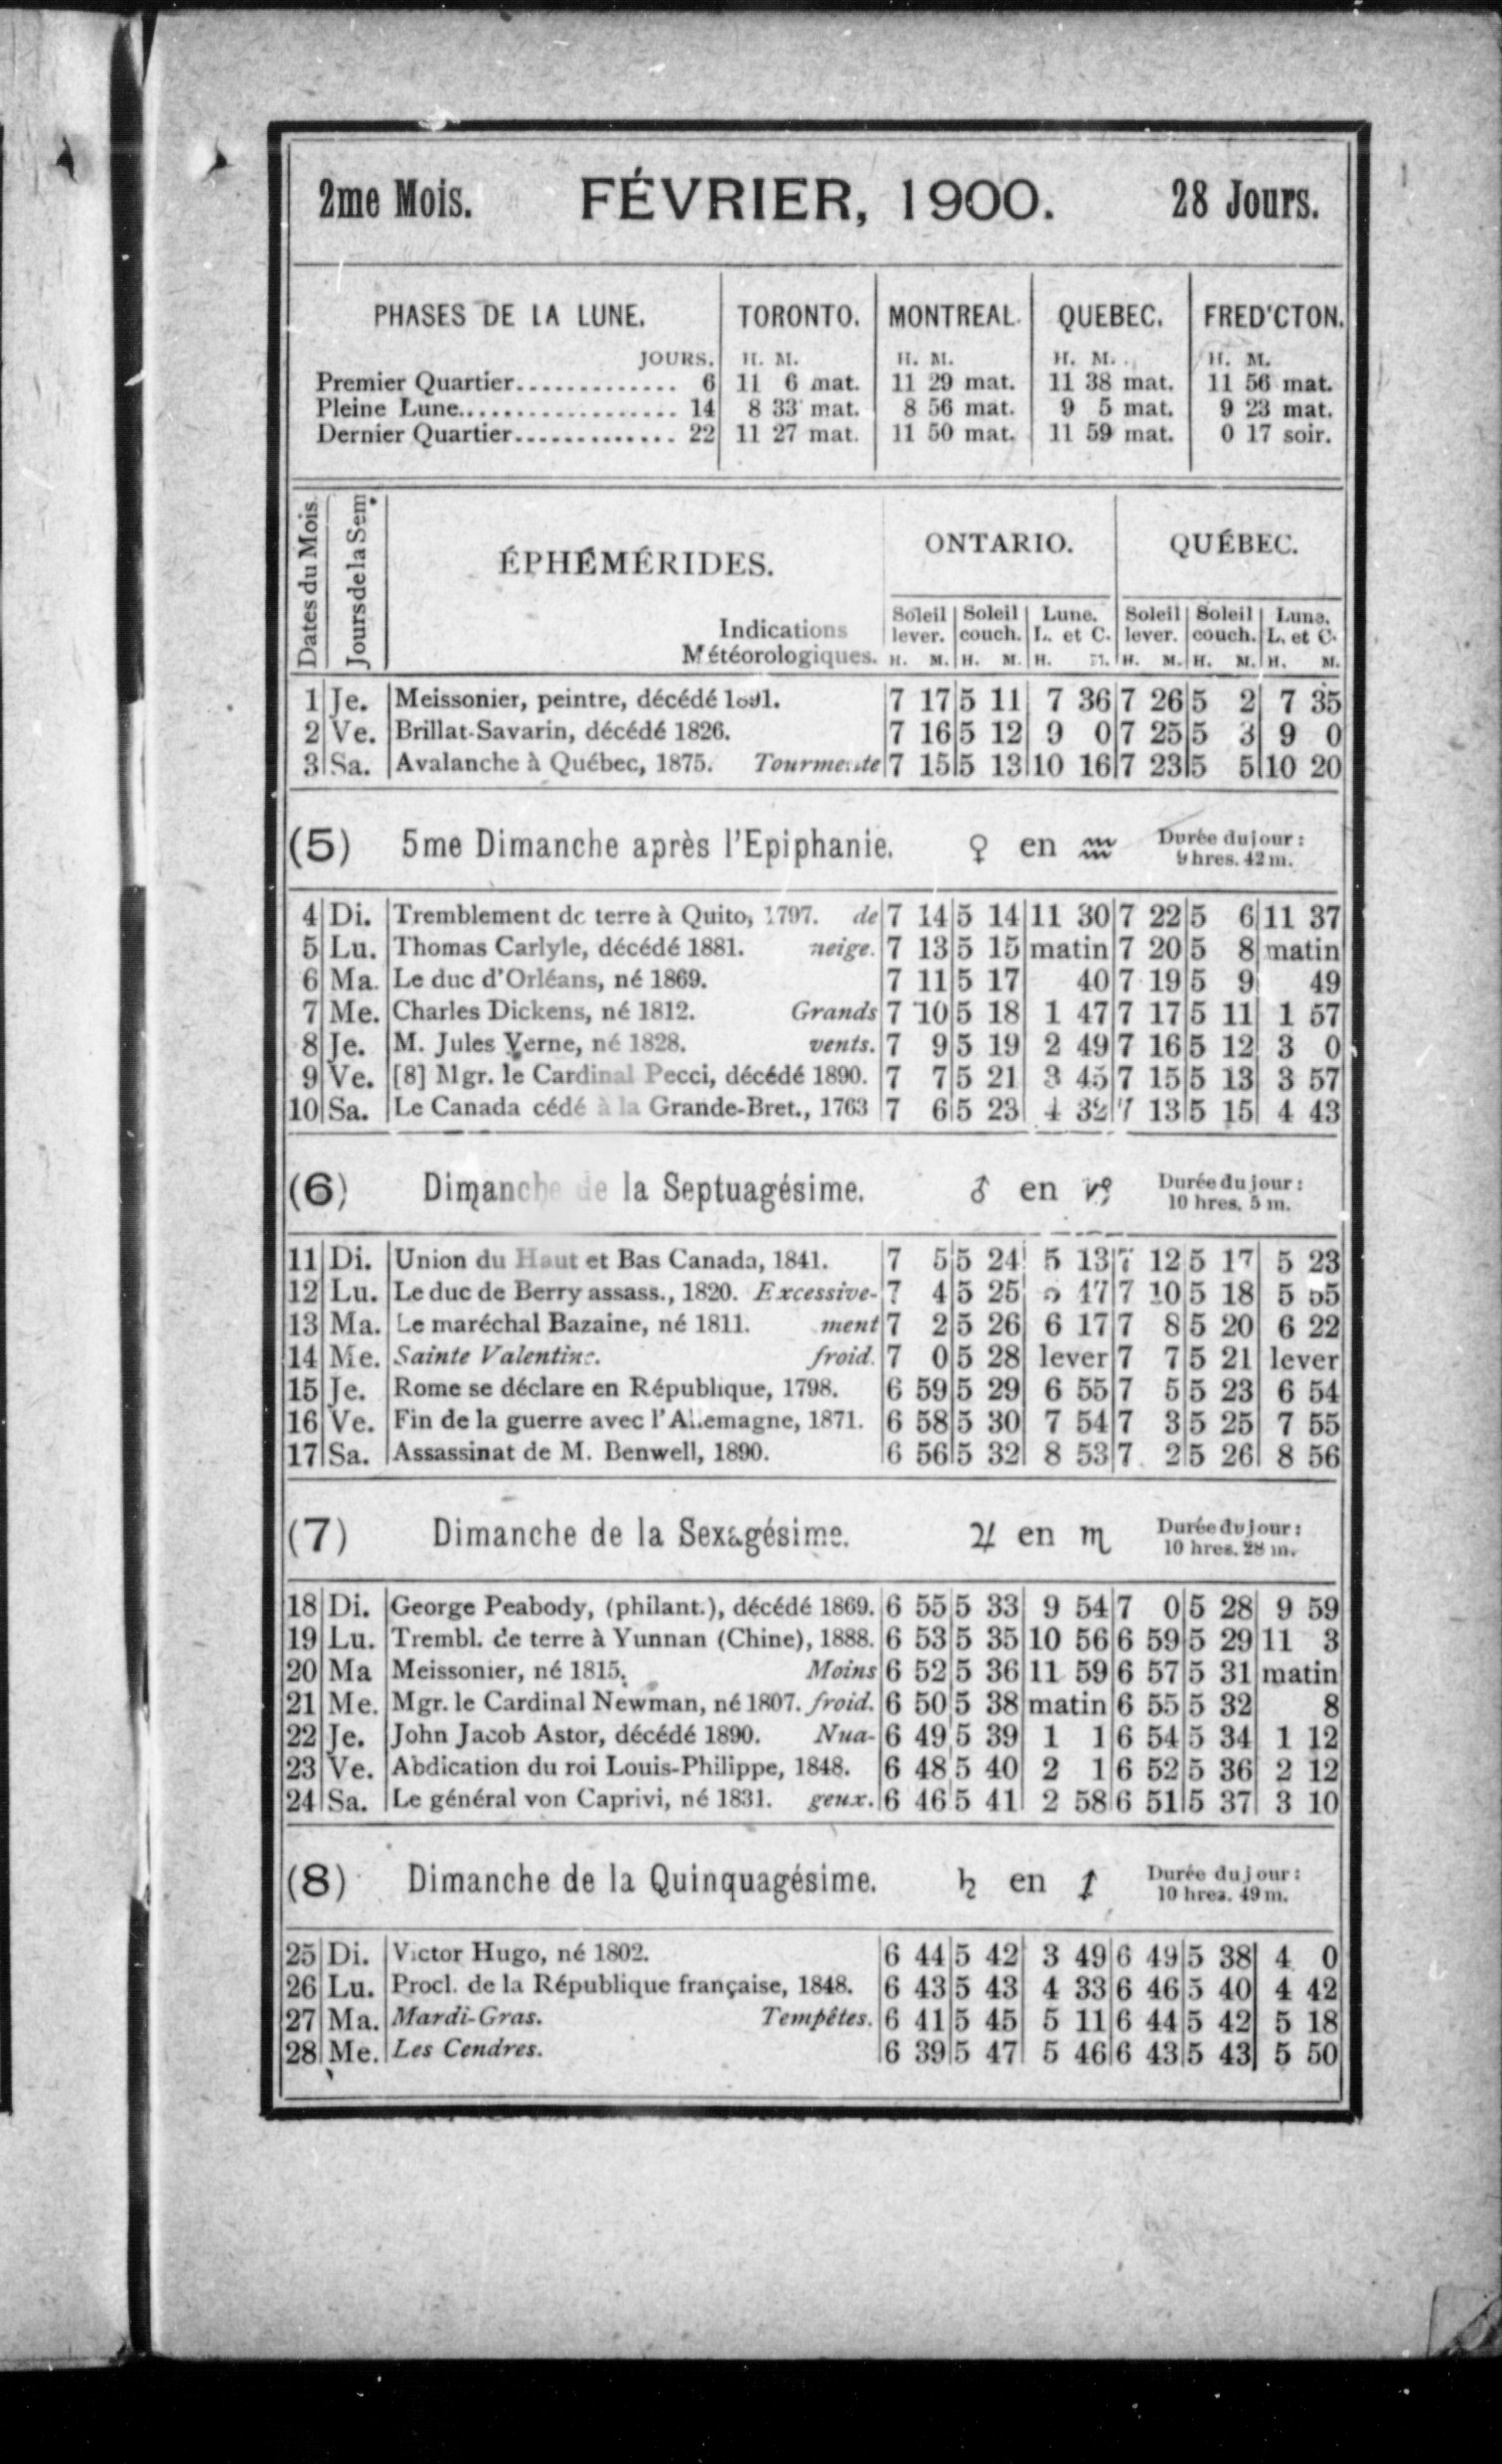 2me Mois. FÉVRIER, 1900. 28 Jours.
PHASES DE LA LUNE. TORONTO. MONTREAL. QUEBEC. FRED'CTON.
JOURS. H. M. H. M. H. M. H. M.
Premier Quartier............. 6 11 6 mat. 11 29 mat. 11 38 mat. 11 56 mat.
Pleine Lune.................. 14 8 33 mat. 8 56 mat. 9 5 mat. 9 23 mat.
Dernier Quartier............. 22 11 27 mat. 11 50 mat. 11 59 mat. 0 17 soir.
Dates du Mois
Jours de la Sem.
ÉPHÉMÉRIDES. ONTARIO. QUÉBEC.
Indications Météorologiques.
Soleil lever. Soleil couch. Lune. L. et C. Soleil lever. Soleil couch. Lune. L. et C.
H. M. H. M. H. M. H. M. H. M. H. M.
1 Je. Meissonier, peintre, décédé 1891. 7 17 5 11 7 36 7 26 5 2 7 35
2 Ve. Brillat-Savarin, décédé 1826. 7 16 5 12 9 0 7 25 5 3 9 0
3 Sa. Avalanche à Québec, 1875. Tourmente 7 15 5 13 10 16 7 23 5 5 10 20
(5) 5me Dimanche après l'Epiphanie. ♀ en ♒ Durée du jour: 9 hres. 42 m.
4 Di. Tremblement de terre à Quito, 1797. de 7 14 5 14 11 30 7 22 5 6 11 37
5 Lu. Thomas Carlyle, décédé 1881. neige. 7 13 5 15 matin 7 20 5 8 matin
6 Ma. Le duc d'Orléans, né 1869. 7 11 5 17 40 7 19 5 9 49
7 Me. Charles Dickens, né 1812. Grands 7 10 5 18 1 47 7 17 5 11 1 57
8 Je. M. Jules Verne, né 1828. vents. 7 9 5 19 2 49 7 16 5 12 3 0
9 Ve. [8] Mgr. le Cardinal Pecci, décédé 1890. 7 7 5 21 3 45 7 15 5 13 3 57
10 Sa. Le Canada cédé à la Grande-Bret., 1763 7 6 5 23 4 32 7 13 5 15 4 43
(6) Dimanche de la Septuagésime. ♂ en ♑ Durée du jour: 10 hres. 5 m.
11 Di. Union du Haut et Bas Canada, 1841. 7 5 5 24 5 13 7 12 5 17 5 23
12 Lu. Le duc de Berry assass., 1820. Excessive- 7 4 5 25 5 47 7 10 5 18 5 55
13 Ma. Le maréchal Bazaine, né 1811. ment 7 2 5 26 6 17 7 8 5 20 6 22
14 Me. Sainte Valentine. froid. 7 0 5 28 lever 7 7 5 21 lever
15 Je. Rome se déclare en République, 1798. 6 59 5 29 6 55 7 5 5 23 6 54
16 Ve. Fin de la guerre avec l'Allemagne, 1871. 6 58 5 30 7 54 7 3 5 25 7 55
17 Sa. Assassinat de M. Benwell, 1890. 6 56 5 32 8 53 7 2 5 26 8 56
(7) Dimanche de la Sexagésime. ♃ en ♏ Durée du jour: 10 hres. 28 m.
18 Di. George Peabody, (philant.), décédé 1869. 6 55 5 33 9 54 7 0 5 28 9 59
19 Lu. Trembl. de terre à Yunnan (Chine), 1888. 6 53 5 35 10 56 6 59 5 29 11 3
20 Ma Meissonier, né 1815. Moins 6 52 5 36 11 59 6 57 5 31 matin
21 Me. Mgr. le Cardinal Newman, né 1807. froid. 6 50 5 38 matin 6 55 5 32 8
22 Je. John Jacob Astor, décédé 1890. Nua- 6 49 5 39 1 1 6 54 5 34 1 12
23 Ve. Abdication du roi Louis-Philippe, 1848. 6 48 5 40 2 1 6 52 5 36 2 12
24 Sa. Le général von Caprivi, né 1831. geux. 6 46 5 41 2 58 6 51 5 37 3 10
(8) Dimanche de la Quinquagésime. ♄ en ♐ Durée du jour: 10 hres. 49 m.
25 Di. Victor Hugo, né 1802. 6 44 5 42 3 49 6 49 5 38 4 0
26 Lu. Procl. de la République française, 1848. 6 43 5 43 4 33 6 46 5 40 4 42
27 Ma. Mardi-Gras. Tempêtes. 6 41 5 45 5 11 6 44 5 42 5 18
28 Me. Les Cendres. 6 39 5 47 5 46 6 43 5 43 5 50